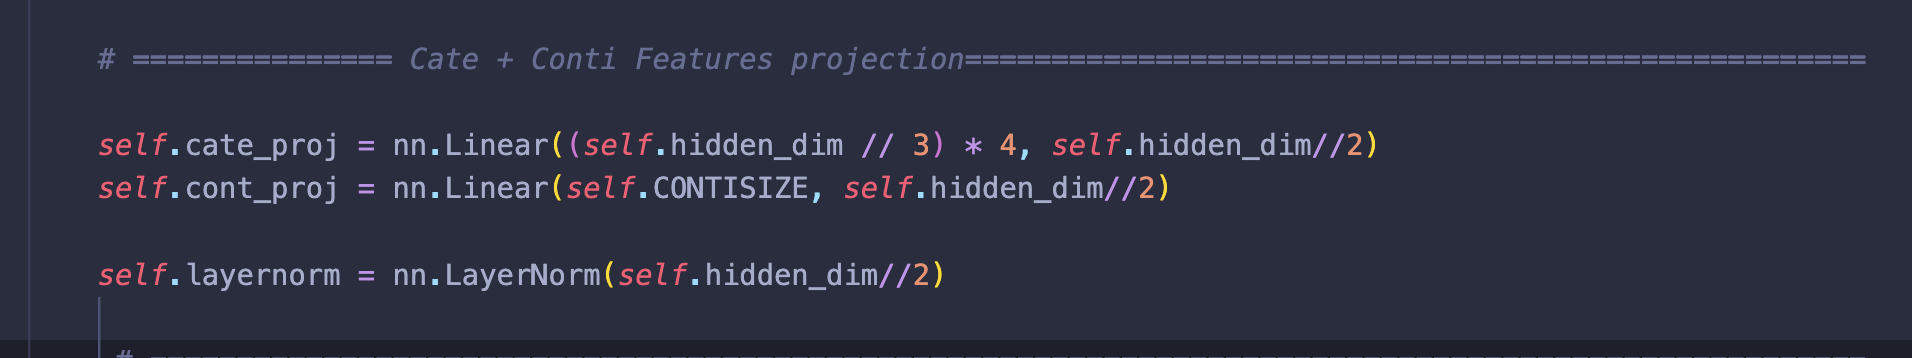 # =============== Cate + Conti Features projection====================================================
self.cate_proj = nn.Linear((self.hidden_dim // 3) * 4, self.hidden_dim//2)
self.cont_proj = nn.Linear(self.CONTISIZE, self.hidden_dim//2)
self.layernorm = nn.LayerNorm(self.hidden_dim//2)